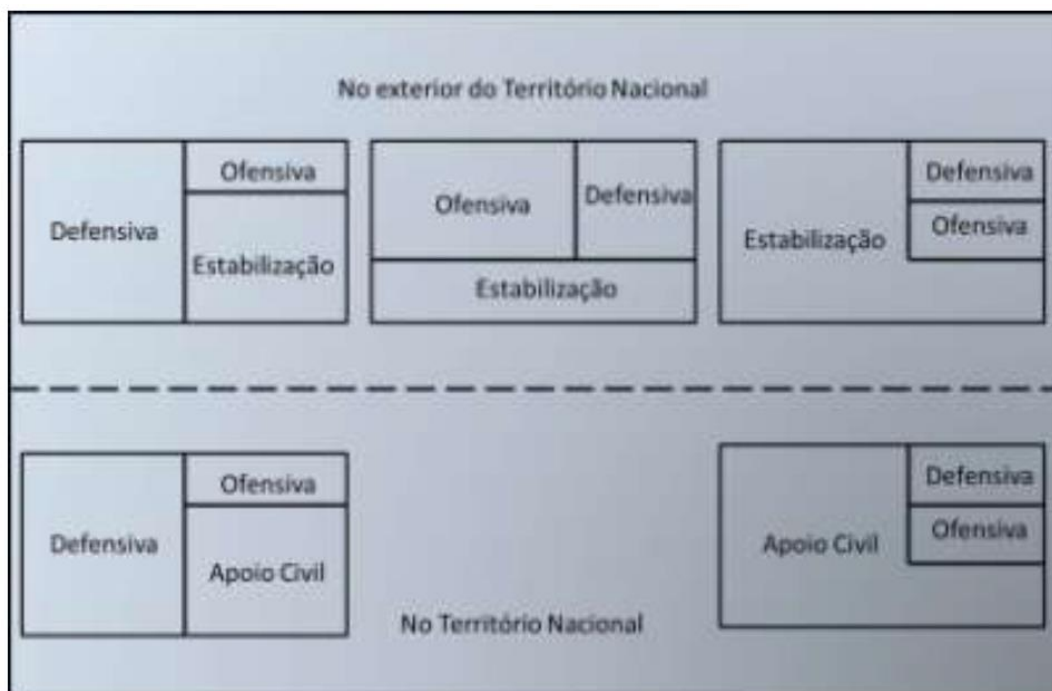 No exterior do Território Nacional
Defensiva
Ofensiva
Estabilização
Ofensiva
Defensiva
Estabilização
Estabilização
Defensiva
Ofensiva
Defensiva
Ofensiva
Apoio Civil
Apoio Civil
Defensiva
Ofensiva
No Território Nacional